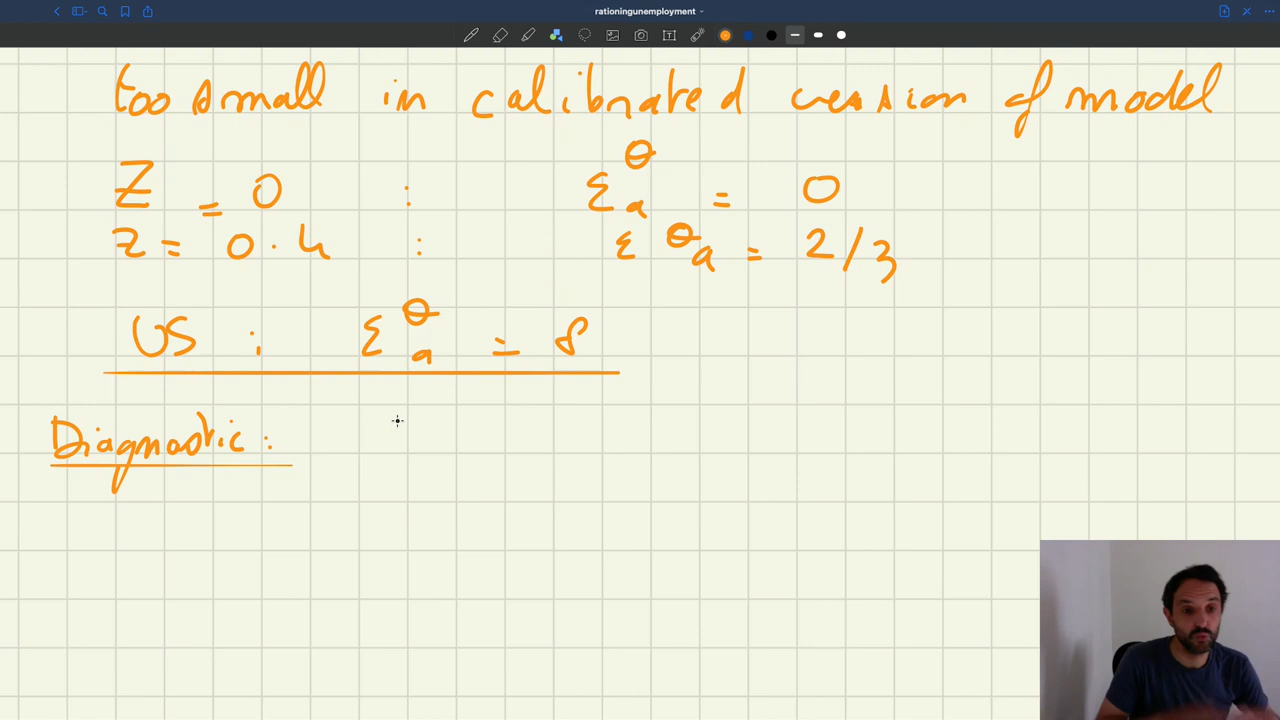 rationingunemployment
too small in calibrated version of model
Z = 0 : Ɛ^θ_a = 0
z = 0.4 : Ɛ^θ_a = 2/3
US : Ɛ^θ_a = 8
Diagnostic :